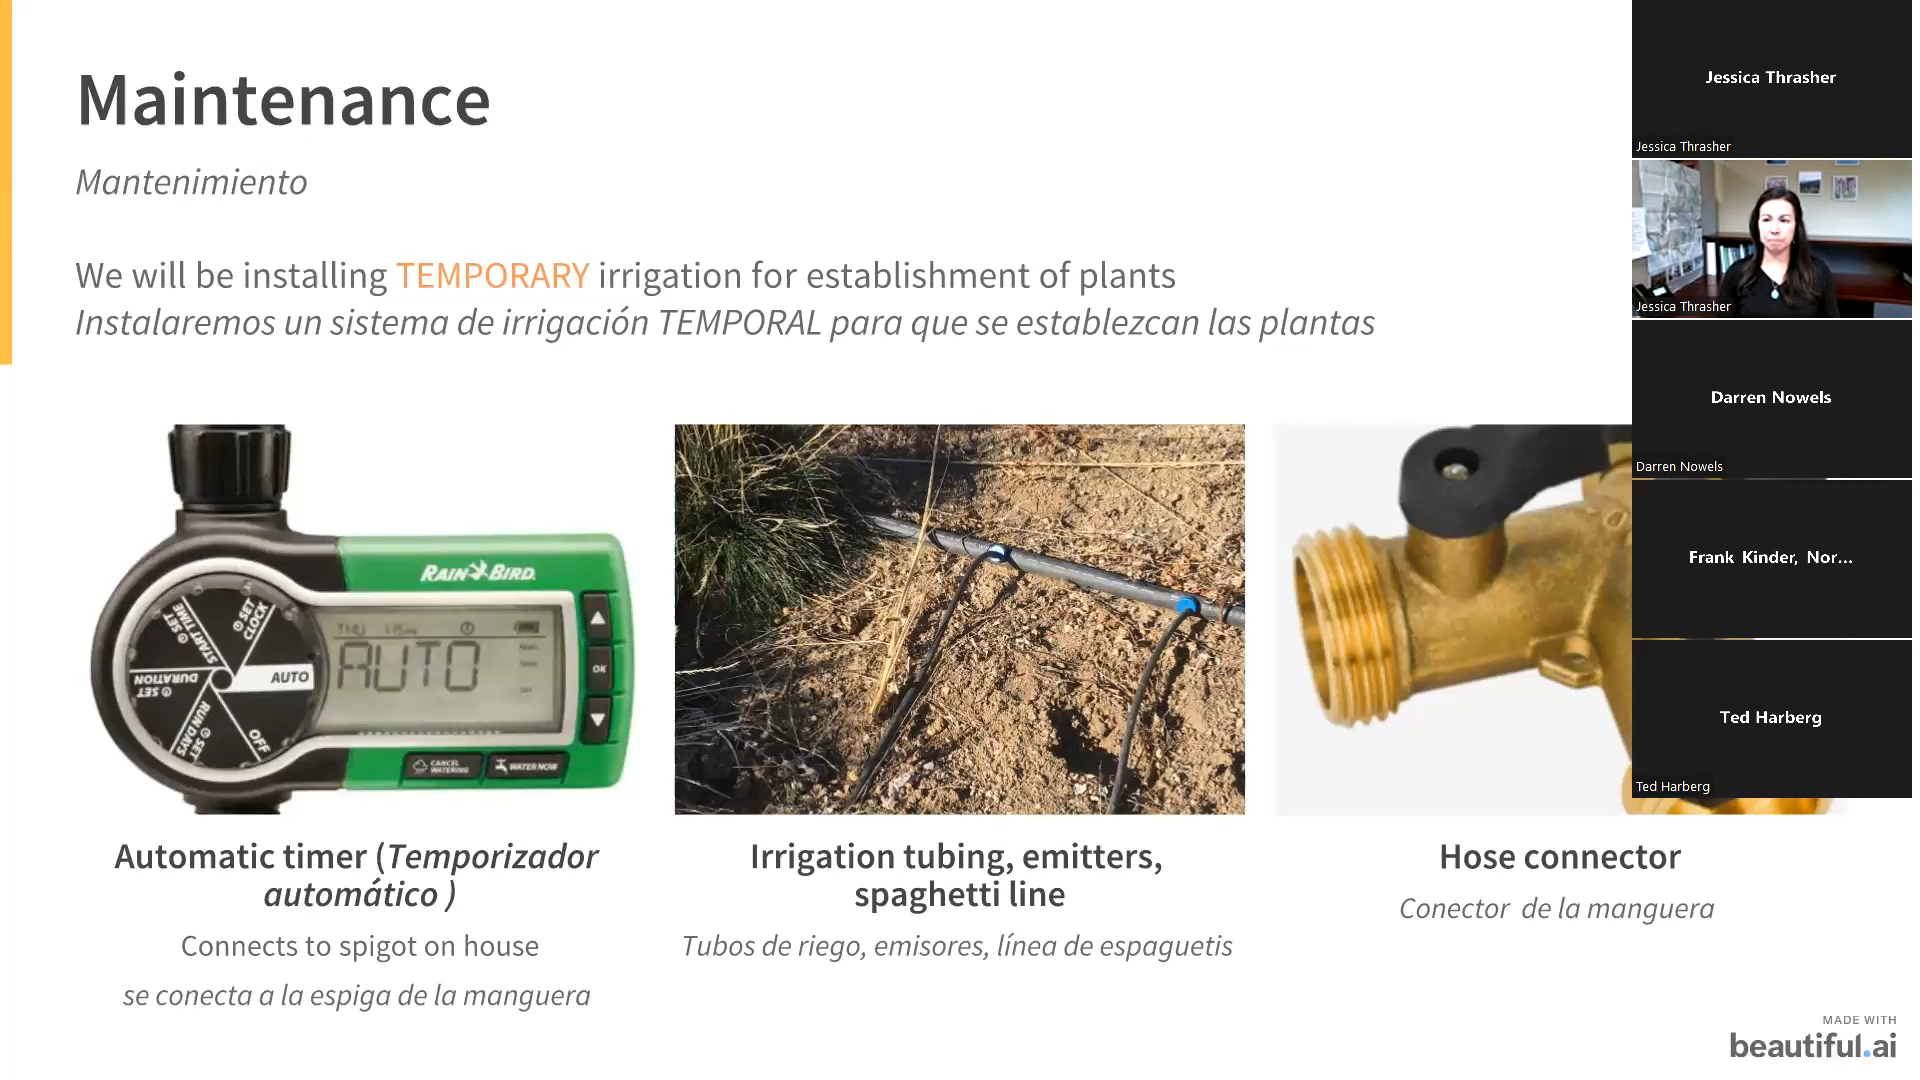 Maintenance
Mantenimiento
We will be installing TEMPORARY irrigation for establishment of plants
Instalaremos un sistema de irrigación TEMPORAL para que se establezcan las plantas
RAIN BIRD
SET CLOCK
SET START TIME
SET DURATION
SET RUN DAYS
OFF
AUTO
THU
AUTO
OK
CANCEL WATERING
WATER NOW
Automatic timer (Temporizador
automático )
Connects to spigot on house
se conecta a la espiga de la manguera
Irrigation tubing, emitters,
spaghetti line
Tubos de riego, emisores, línea de espaguetis
Hose connector
Conector de la manguera
Jessica Thrasher
Jessica Thrasher
Jessica Thrasher
Darren Nowels
Darren Nowels
Frank Kinder, Nor...
Ted Harberg
Ted Harberg
MADE WITH
beautiful.ai